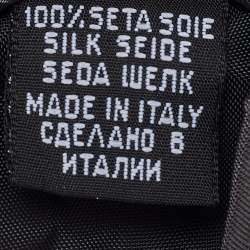 100% SETA SOIE
SILK SEIDE
SEDA ШЕЛК
MADE IN ITALY
СДЕЛАНО В
ИТАЛИИ